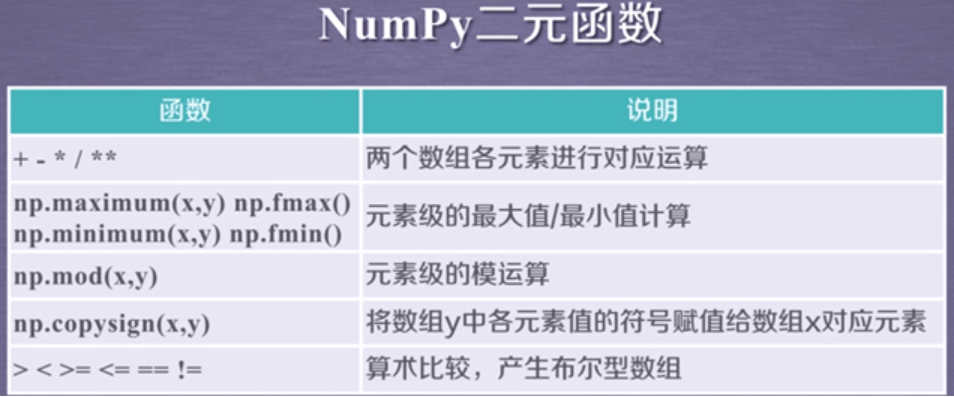 NumPy二元函数
函数 说明
+ - * / ** 两个数组各元素进行对应运算
np.maximum(x,y) np.fmax()
np.minimum(x,y) np.fmin() 元素级的最大值/最小值计算
np.mod(x,y) 元素级的模运算
np.copysign(x,y) 将数组y中各元素值的符号赋值给数组x对应元素
> < >= <= == != 算术比较，产生布尔型数组